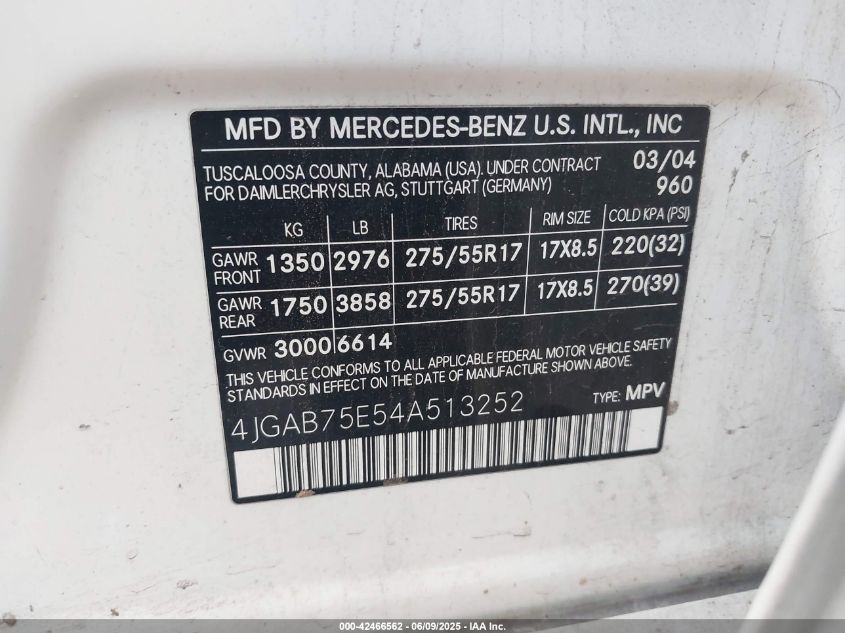 MFD BY MERCEDES-BENZ U.S. INTL., INC
TUSCALOOSA COUNTY, ALABAMA (USA). UNDER CONTRACT 03/04
FOR DAIMLERCHRYSLER AG, STUTTGART (GERMANY) 960
KG LB TIRES RIM SIZE COLD KPA (PSI)
GAWR FRONT 1350 2976 275/55R17 17X8.5 220(32)
GAWR REAR 1750 3858 275/55R17 17X8.5 270(39)
GVWR 3000 6614
THIS VEHICLE CONFORMS TO ALL APPLICABLE FEDERAL MOTOR VEHICLE SAFETY
STANDARDS IN EFFECT ON THE DATE OF MANUFACTURE SHOWN ABOVE.
4JGAB75E54A513252 TYPE: MPV
000-42466562 | 06/09/2025 - IAA Inc.